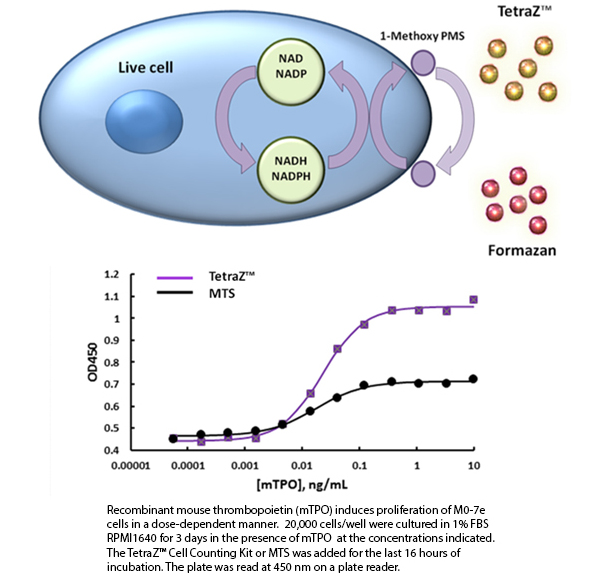 TetraZ™
1-Methoxy PMS
Live cell
NAD
NADP
NADH
NADPH
Formazan
TetraZ™
MTS
OD450
1.2
1.1
1
0.9
0.8
0.7
0.6
0.5
0.4
0.00001
0.0001
0.001
0.01
0.1
1
10
[mTPO], ng/mL
Recombinant mouse thrombopoietin (mTPO) induces proliferation of M0-7e
cells in a dose-dependent manner. 20,000 cells/well were cultured in 1% FBS
RPMI1640 for 3 days in the presence of mTPO at the concentrations indicated.
The TetraZ™ Cell Counting Kit or MTS was added for the last 16 hours of
incubation. The plate was read at 450 nm on a plate reader.